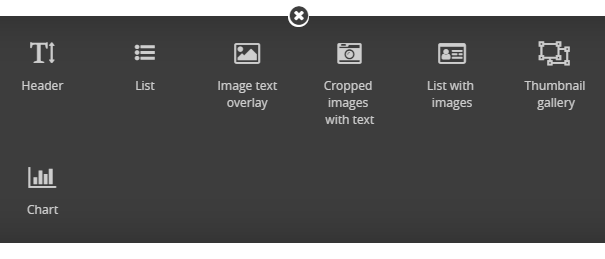 Header
List
Image text
overlay
Cropped
images
with text
List with
images
Thumbnail
gallery
Chart